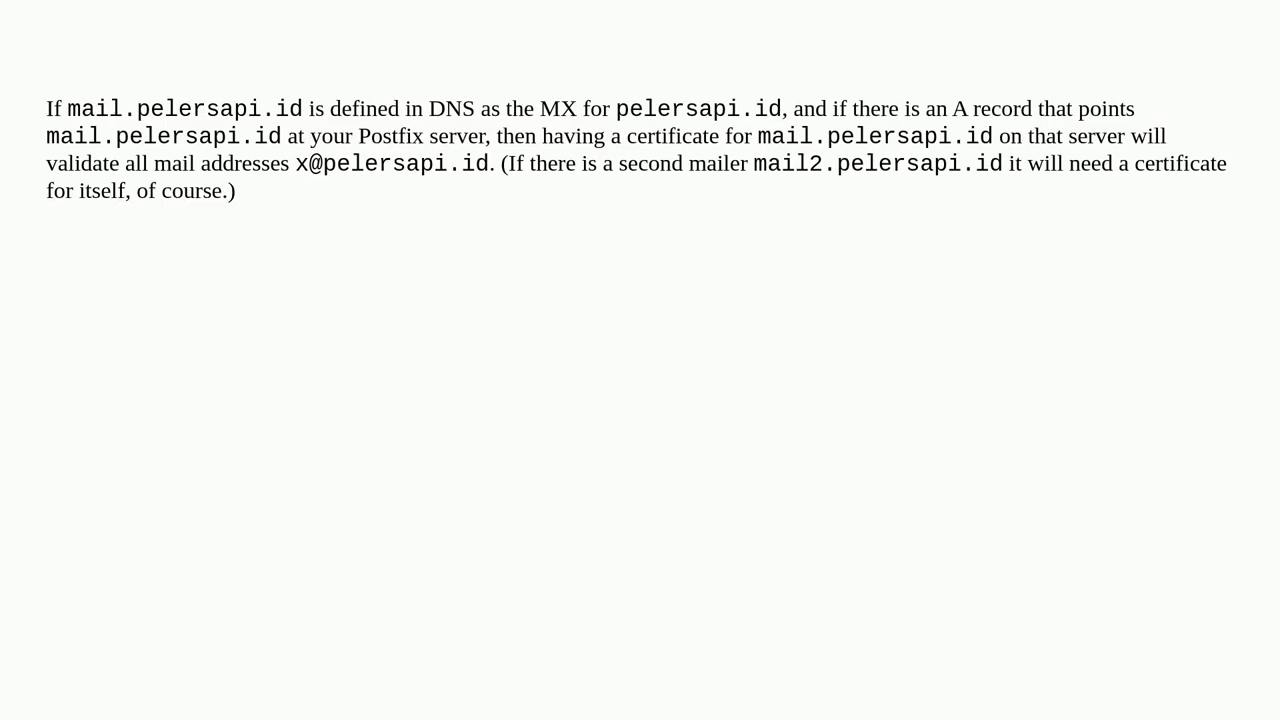 If mail.pelersapi.id is defined in DNS as the MX for pelersapi.id, and if there is an A record that points
mail.pelersapi.id at your Postfix server, then having a certificate for mail.pelersapi.id on that server will
validate all mail addresses x@pelersapi.id. (If there is a second mailer mail2.pelersapi.id it will need a certificate
for itself, of course.)